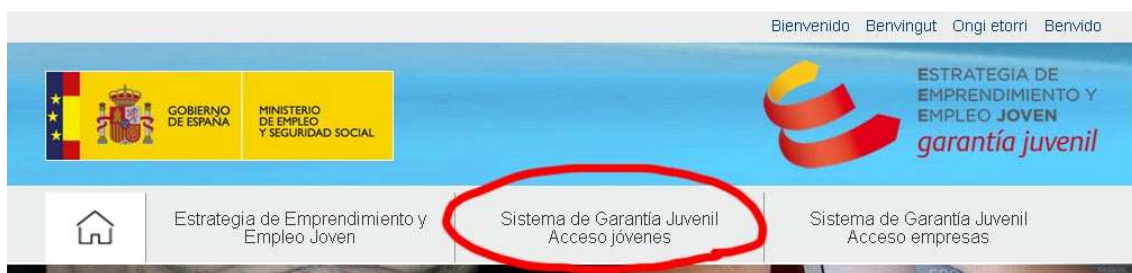 Bienvenido Benvingut Ongi etorri Benvido
GOBIERNO
DE ESPAÑA
MINISTERIO
DE EMPLEO
Y SEGURIDAD SOCIAL
ESTRATEGIA DE
EMPRENDIMIENTO Y
EMPLEO JOVEN
garantía juvenil
Estrategia de Emprendimiento y
Empleo Joven
Sistema de Garantía Juvenil
Acceso jóvenes
Sistema de Garantía Juvenil
Acceso empresas